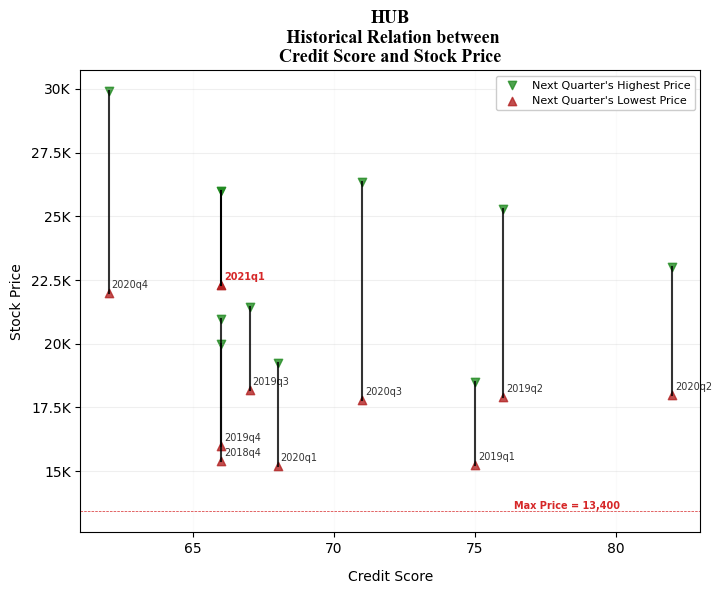 HUB
Historical Relation between
Credit Score and Stock Price
Next Quarter's Highest Price
Next Quarter's Lowest Price
30K
27.5K
25K
22.5K
20K
17.5K
15K
Stock Price
2020q4
2021q1
2019q3
2020q3
2019q2
2020q2
2019q4
2018q4
2020q1
2019q1
Max Price = 13,400
65
70
75
80
Credit Score